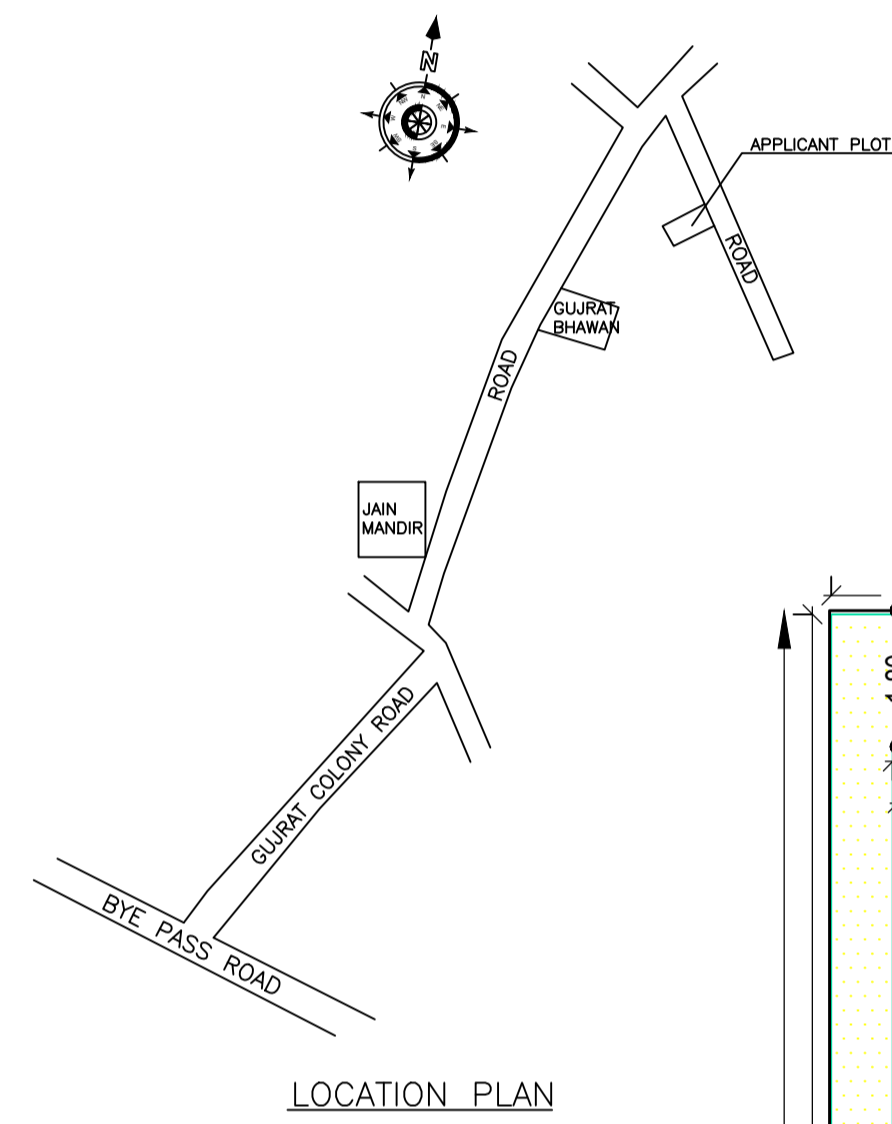 N
APPLICANT PLOT
ROAD
GUJRAT
BHAWAN
ROAD
JAIN
MANDIR
GUJRAT COLONY ROAD
BYE PASS ROAD
LOCATION PLAN